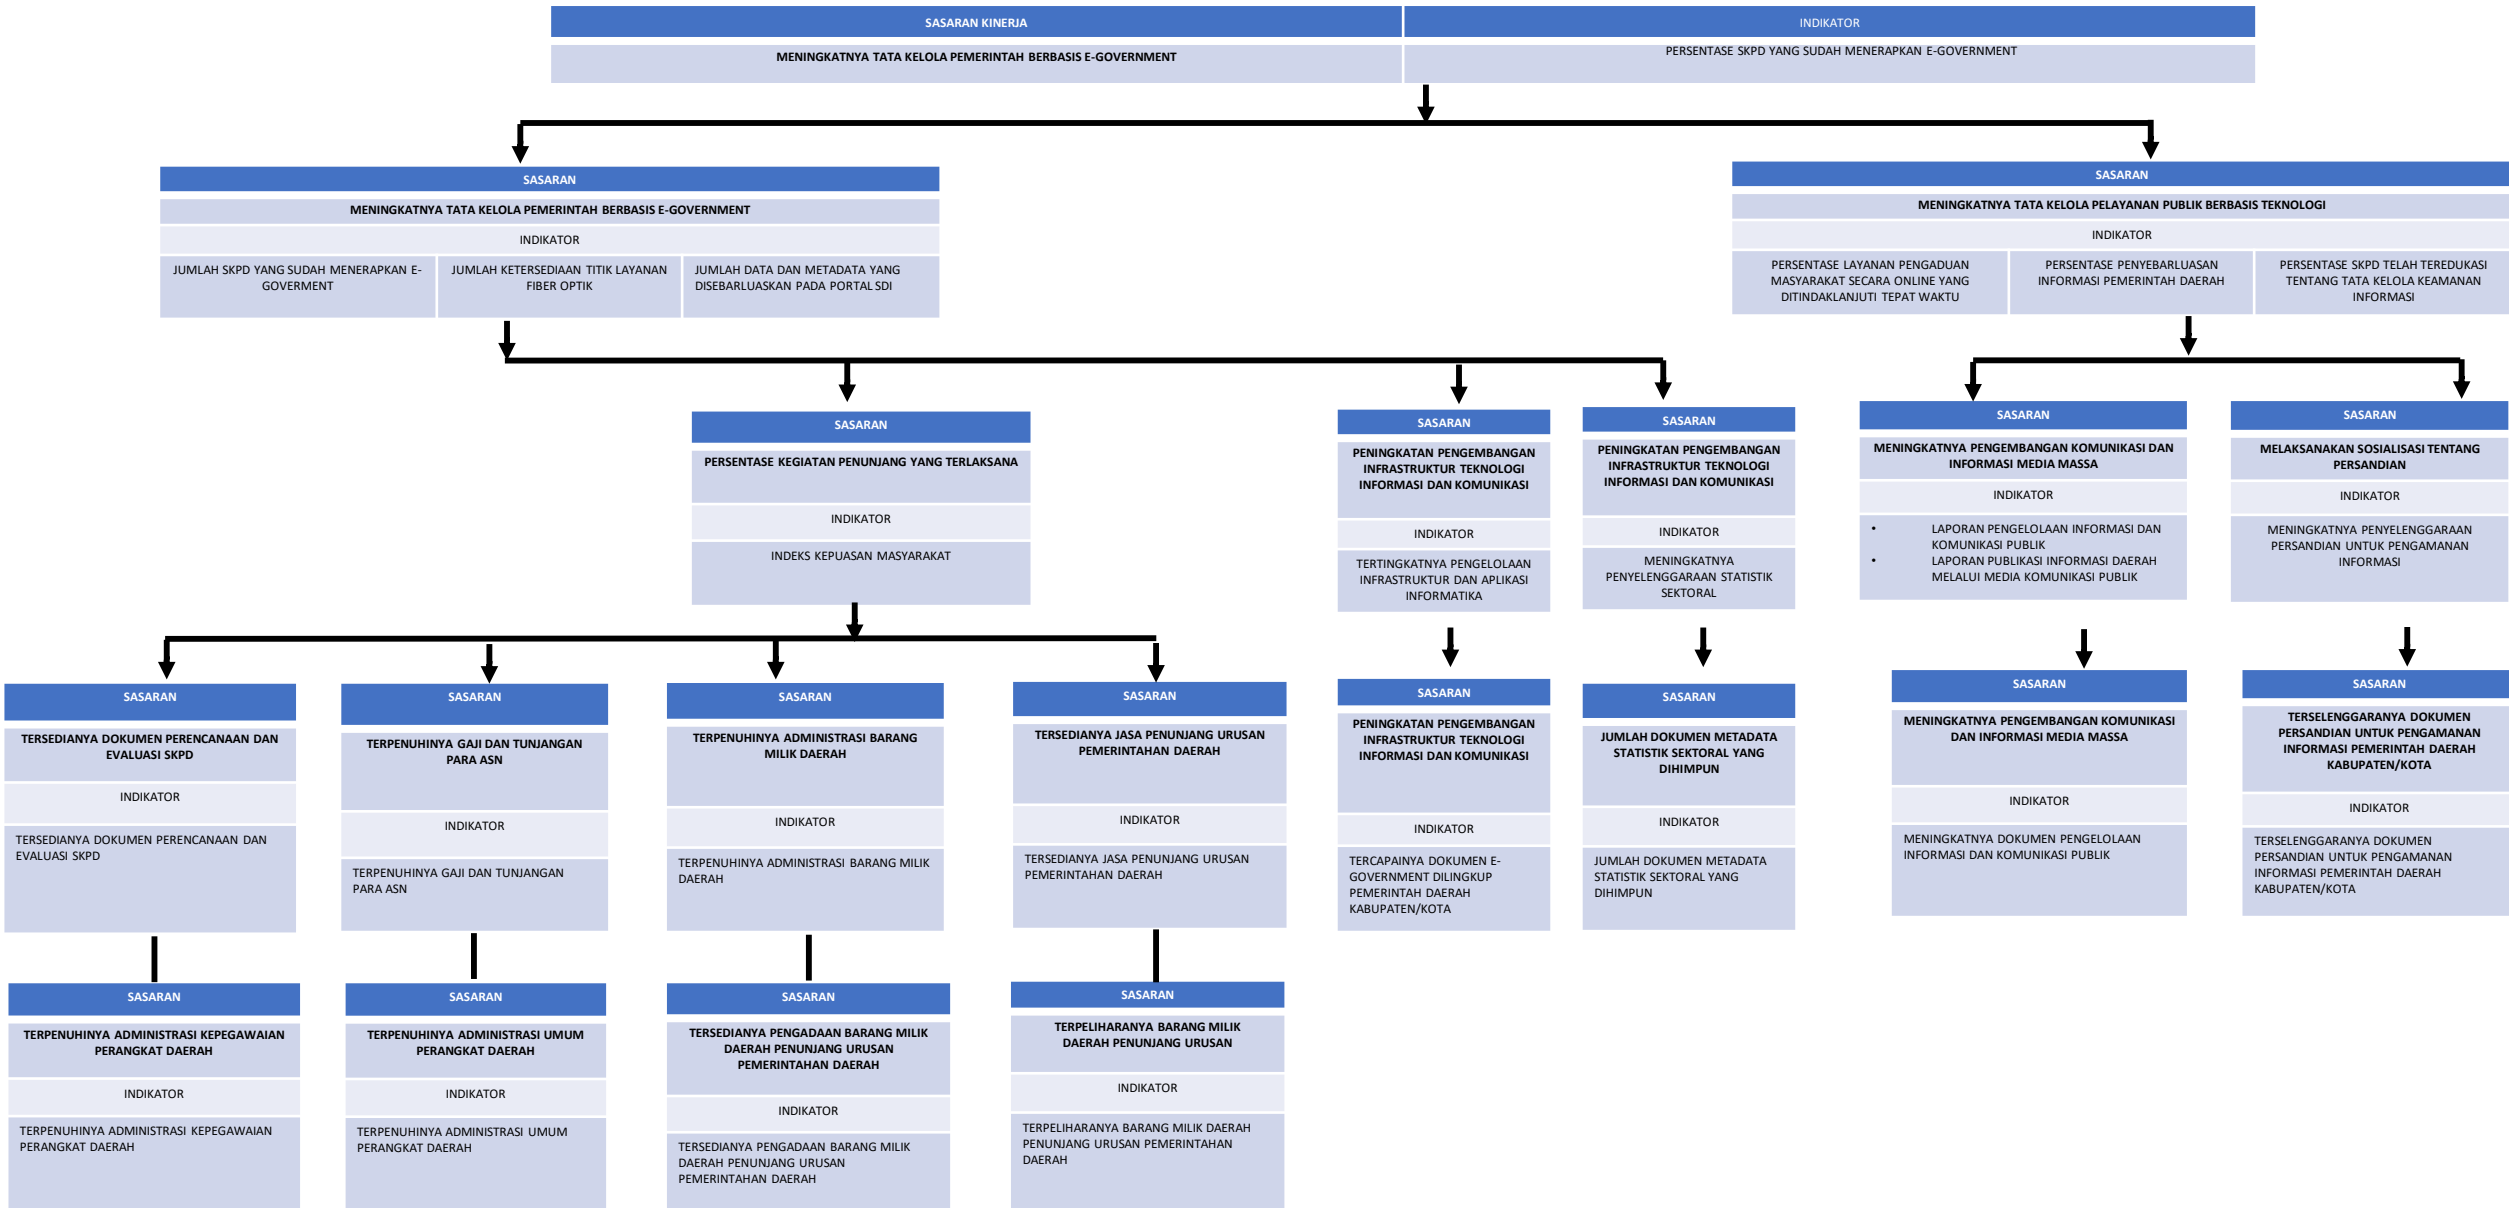 SASARAN KINERJA
INDIKATOR
MENINGKATNYA TATA KELOLA PEMERINTAH BERBASIS E-GOVERNMENT
PERSENTASE SKPD YANG SUDAH MENERAPKAN E-GOVERNMENT
SASARAN
MENINGKATNYA TATA KELOLA PEMERINTAH BERBASIS E-GOVERNMENT
INDIKATOR
JUMLAH SKPD YANG SUDAH MENERAPKAN E-
GOVERMENT
JUMLAH KETERSEDIAAN TITIK LAYANAN
FIBER OPTIK
JUMLAH DATA DAN METADATA YANG
DISEBARLUASKAN PADA PORTAL SDI
SASARAN
MENINGKATNYA TATA KELOLA PELAYANAN PUBLIK BERBASIS TEKNOLOGI
INDIKATOR
PERSENTASE LAYANAN PENGADUAN
MASYARAKAT SECARA ONLINE YANG
DITINDAKLANJUTI TEPAT WAKTU
PERSENTASE PENYEBARLUASAN
INFORMASI PEMERINTAH DAERAH
PERSENTASE SKPD TELAH TEREDUKASI
TENTANG TATA KELOLA KEAMANAN
INFORMASI
SASARAN
PERSENTASE KEGIATAN PENUNJANG YANG TERLAKSANA
INDIKATOR
INDEKS KEPUASAN MASYARAKAT
SASARAN
PENINGKATAN PENGEMBANGAN
INFRASTRUKTUR TEKNOLOGI
INFORMASI DAN KOMUNIKASI
INDIKATOR
TERTINGKATNYA PENGELOLAAN
INFRASTRUKTUR DAN APLIKASI
INFORMATIKA
SASARAN
PENINGKATAN PENGEMBANGAN
INFRASTRUKTUR TEKNOLOGI
INFORMASI DAN KOMUNIKASI
INDIKATOR
MENINGKATNYA
PENYELENGGARAAN STATISTIK
SEKTORAL
SASARAN
MENINGKATNYA PENGEMBANGAN KOMUNIKASI DAN
INFORMASI MEDIA MASSA
INDIKATOR
• LAPORAN PENGELOLAAN INFORMASI DAN
KOMUNIKASI PUBLIK
• LAPORAN PUBLIKASI INFORMASI DAERAH
MELALUI MEDIA KOMUNIKASI PUBLIK
SASARAN
MELAKSANAKAN SOSIALISASI TENTANG
PERSANDIAN
INDIKATOR
MENINGKATNYA PENYELENGGARAAN
PERSANDIAN UNTUK PENGAMANAN
INFORMASI
SASARAN
TERSEDIANYA DOKUMEN PERENCANAAN DAN
EVALUASI SKPD
INDIKATOR
TERSEDIANYA DOKUMEN PERENCANAAN DAN
EVALUASI SKPD
SASARAN
TERPENUHINYA GAJI DAN TUNJANGAN
PARA ASN
INDIKATOR
TERPENUHINYA GAJI DAN TUNJANGAN
PARA ASN
SASARAN
TERPENUHINYA ADMINISTRASI BARANG
MILIK DAERAH
INDIKATOR
TERPENUHINYA ADMINISTRASI BARANG MILIK
DAERAH
SASARAN
TERSEDIANYA JASA PENUNJANG URUSAN
PEMERINTAHAN DAERAH
INDIKATOR
TERSEDIANYA JASA PENUNJANG URUSAN
PEMERINTAHAN DAERAH
SASARAN
PENINGKATAN PENGEMBANGAN
INFRASTRUKTUR TEKNOLOGI
INFORMASI DAN KOMUNIKASI
INDIKATOR
TERCAPAINYA DOKUMEN E-
GOVERNMENT DILINGKUP
PEMERINTAH DAERAH
KABUPATEN/KOTA
SASARAN
JUMLAH DOKUMEN METADATA
STATISTIK SEKTORAL YANG
DIHIMPUN
INDIKATOR
JUMLAH DOKUMEN METADATA
STATISTIK SEKTORAL YANG
DIHIMPUN
SASARAN
MENINGKATNYA PENGEMBANGAN KOMUNIKASI
DAN INFORMASI MEDIA MASSA
INDIKATOR
MENINGKATNYA DOKUMEN PENGELOLAAN
INFORMASI DAN KOMUNIKASI PUBLIK
SASARAN
TERSELENGGARANYA DOKUMEN
PERSANDIAN UNTUK PENGAMANAN
INFORMASI PEMERINTAH DAERAH
KABUPATEN/KOTA
INDIKATOR
TERSELENGGARANYA DOKUMEN
PERSANDIAN UNTUK PENGAMANAN
INFORMASI PEMERINTAH DAERAH
KABUPATEN/KOTA
SASARAN
TERPENUHINYA ADMINISTRASI KEPEGAWAIAN
PERANGKAT DAERAH
INDIKATOR
TERPENUHINYA ADMINISTRASI KEPEGAWAIAN
PERANGKAT DAERAH
SASARAN
TERPENUHINYA ADMINISTRASI UMUM
PERANGKAT DAERAH
INDIKATOR
TERPENUHINYA ADMINISTRASI UMUM
PERANGKAT DAERAH
SASARAN
TERSEDIANYA PENGADAAN BARANG MILIK
DAERAH PENUNJANG URUSAN
PEMERINTAHAN DAERAH
INDIKATOR
TERSEDIANYA PENGADAAN BARANG MILIK
DAERAH PENUNJANG URUSAN
PEMERINTAHAN DAERAH
SASARAN
TERPELIHARANYA BARANG MILIK
DAERAH PENUNJANG URUSAN
INDIKATOR
TERPELIHARANYA BARANG MILIK DAERAH
PENUNJANG URUSAN PEMERINTAHAN
DAERAH